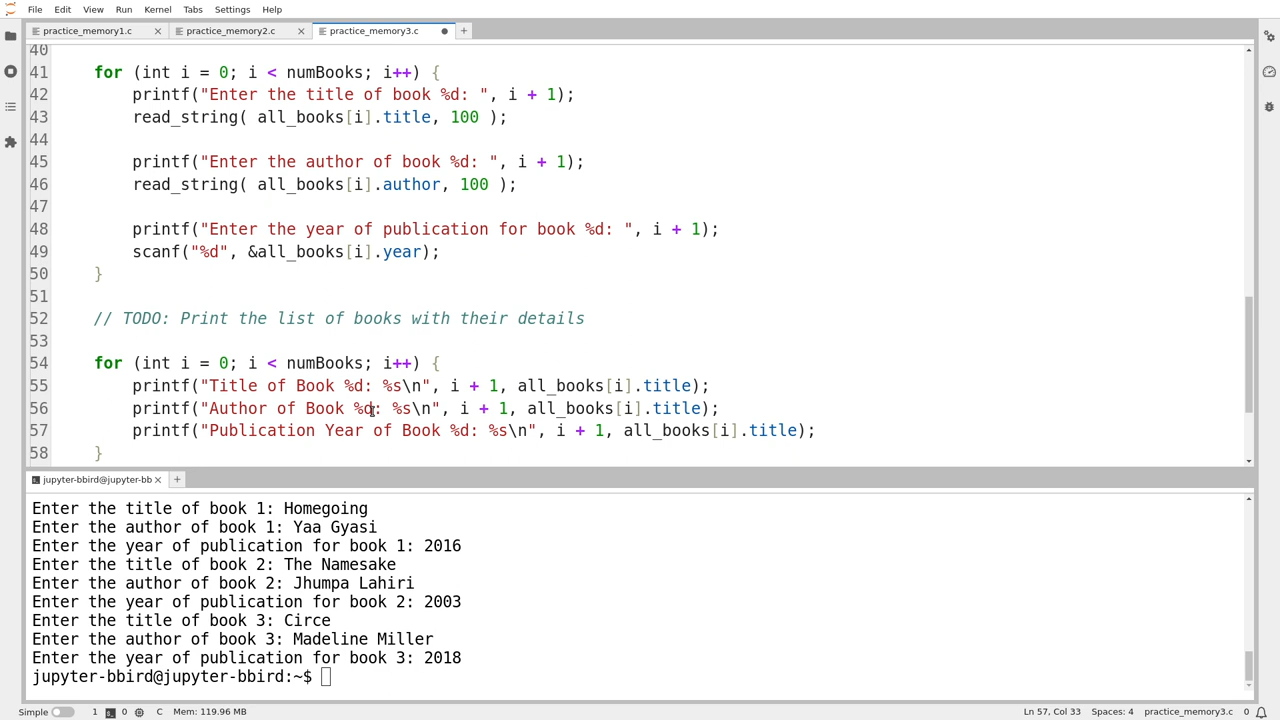 File Edit View Run Kernel Tabs Settings Help
practice_memory1.c practice_memory2.c practice_memory3.c
40
41 for (int i = 0; i < numBooks; i++) {
42 printf("Enter the title of book %d: ", i + 1);
43 read_string( all_books[i].title, 100 );
44
45 printf("Enter the author of book %d: ", i + 1);
46 read_string( all_books[i].author, 100 );
47
48 printf("Enter the year of publication for book %d: ", i + 1);
49 scanf("%d", &all_books[i].year);
50 }
51
52 // TODO: Print the list of books with their details
53
54 for (int i = 0; i < numBooks; i++) {
55 printf("Title of Book %d: %s\n", i + 1, all_books[i].title);
56 printf("Author of Book %d: %s\n", i + 1, all_books[i].title);
57 printf("Publication Year of Book %d: %s\n", i + 1, all_books[i].title);
58 }
jupyter-bbird@jupyter-bb
Enter the title of book 1: Homegoing
Enter the author of book 1: Yaa Gyasi
Enter the year of publication for book 1: 2016
Enter the title of book 2: The Namesake
Enter the author of book 2: Jhumpa Lahiri
Enter the year of publication for book 2: 2003
Enter the title of book 3: Circe
Enter the author of book 3: Madeline Miller
Enter the year of publication for book 3: 2018
jupyter-bbird@jupyter-bbird:~$
Simple 1 0 C Mem: 119.96 MB Ln 57, Col 33 Spaces: 4 practice_memory3.c 0